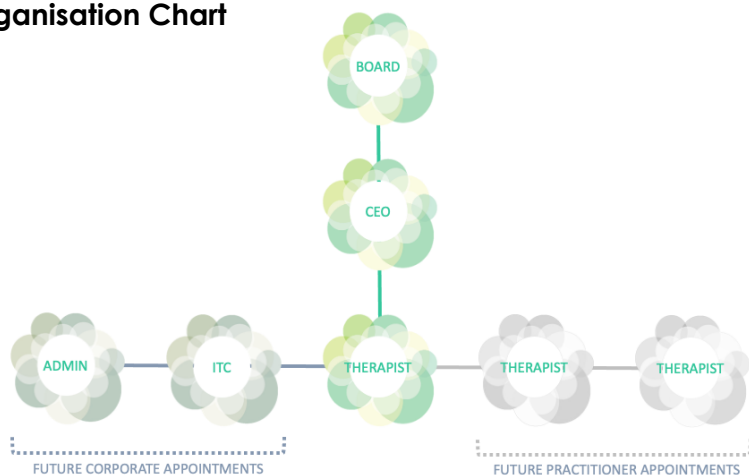 ganisation Chart
BOARD
CEO
ADMIN
ITC
THERAPIST
THERAPIST
THERAPIST
FUTURE CORPORATE APPOINTMENTS
FUTURE PRACTITIONER APPOINTMENTS